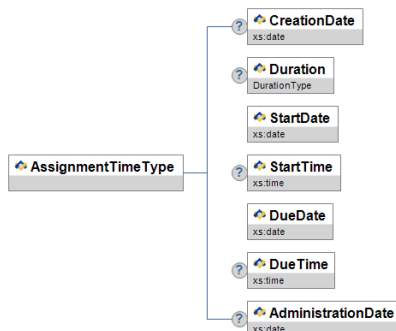 CreationDate
xs:date
?
Duration
DurationType
?
StartDate
xs:date
AssignmentTimeType
StartTime
xs:time
?
DueDate
xs:date
DueTime
xs:time
?
AdministrationDate
xs:date
?